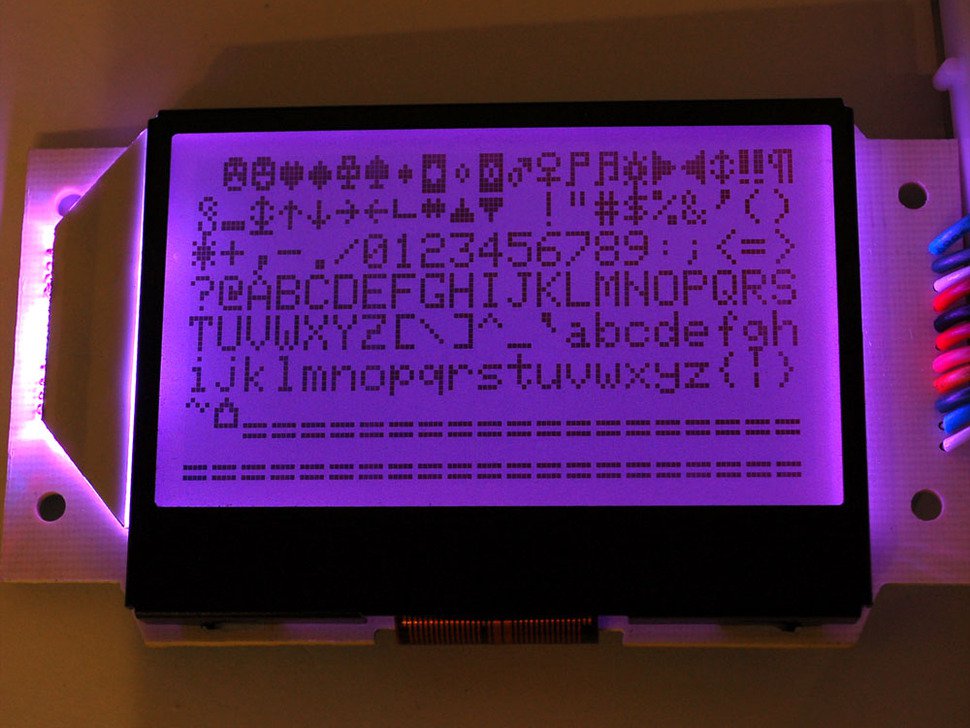 ☺☻♥♦♣♠•◘○◙♂♀♪♫☼►◄↕‼¶
§▬↨↑↓→←∟↔▲▼ !"#$%&'()
*+,-./0123456789:;<=>
?@ABCDEFGHIJKLMNOPQRS
TUVWXYZ[\]^_`abcdefgh
ijklmnopqrstuvwxyz{|}
~⌂